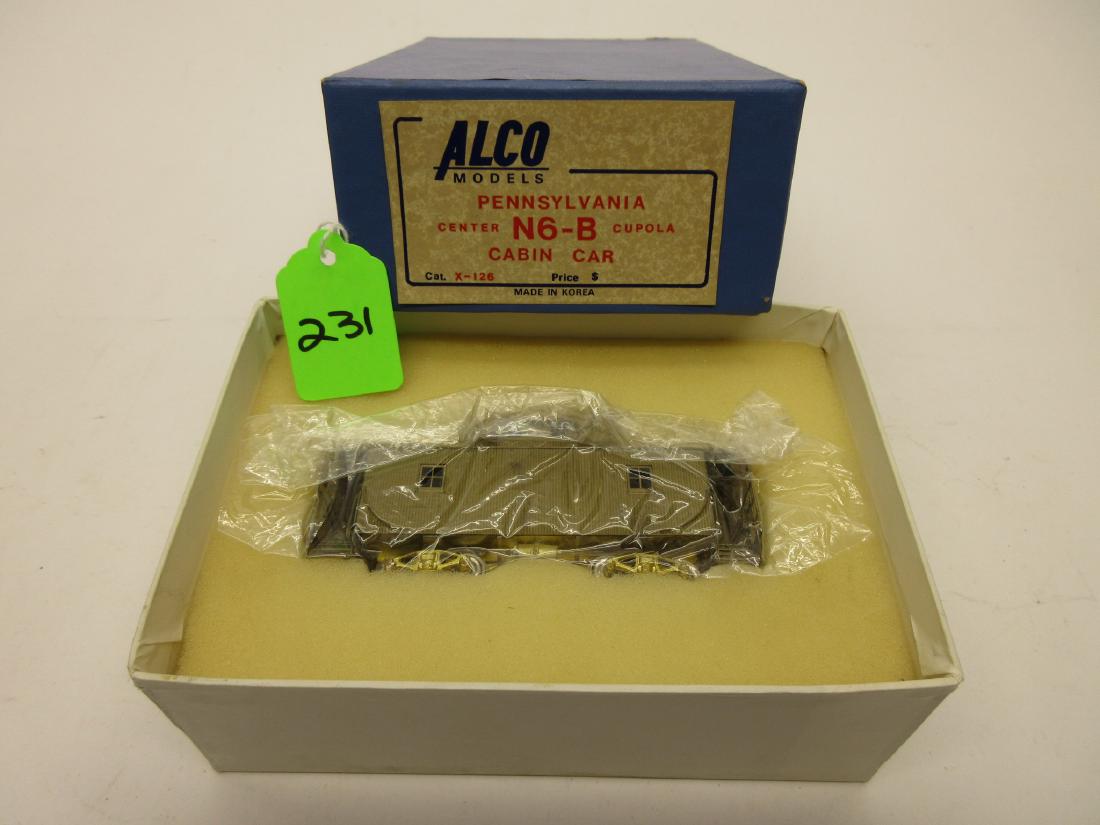 ALCO
MODELS
PENNSYLVANIA
CENTER N6-B CUPOLA
CABIN CAR
Cat. X-126 Price $
MADE IN KOREA
231